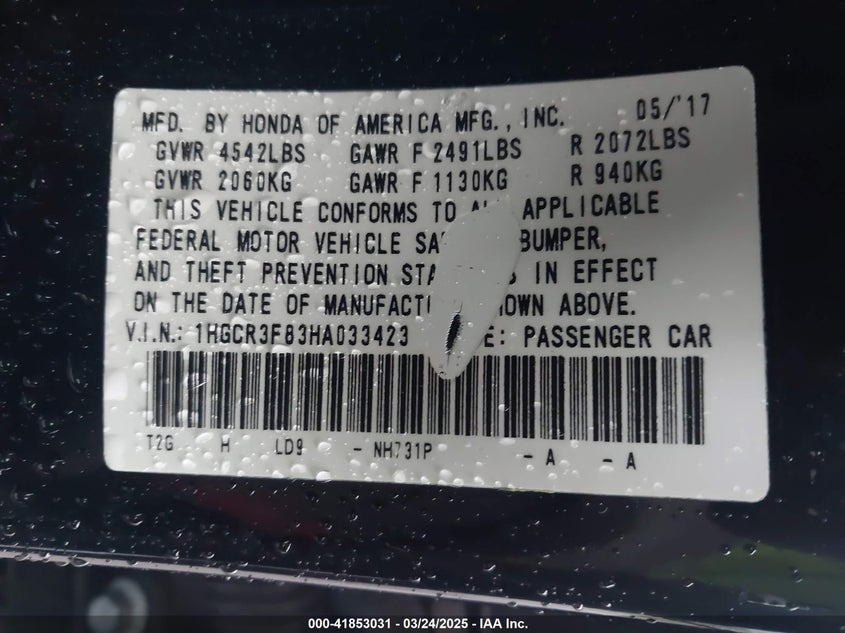 MFD. BY HONDA OF AMERICA MFG., INC. 05/'17
GVWR 4542LBS GAWR F 2491LBS R 2072LBS
GVWR 2060KG GAWR F 1130KG R 940KG
THIS VEHICLE CONFORMS TO APPLICABLE
FEDERAL MOTOR VEHICLE SA BUMPER,
AND THEFT PREVENTION STA S IN EFFECT
ON THE DATE OF MANUFACT OWN ABOVE.
V.I.N.: 1HGCR3F83HA033423 E: PASSENGER CAR
T2G H LD9 - NH731P - A - A
000-41853031 - 03/24/2025 - IAA Inc.